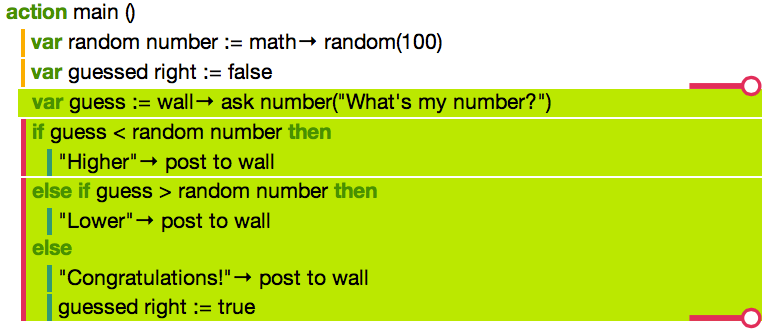 action main ()
var random number := math→ random(100)
var guessed right := false
var guess := wall→ ask number("What's my number?")
if guess < random number then
"Higher"→ post to wall
else if guess > random number then
"Lower"→ post to wall
else
"Congratulations!"→ post to wall
guessed right := true